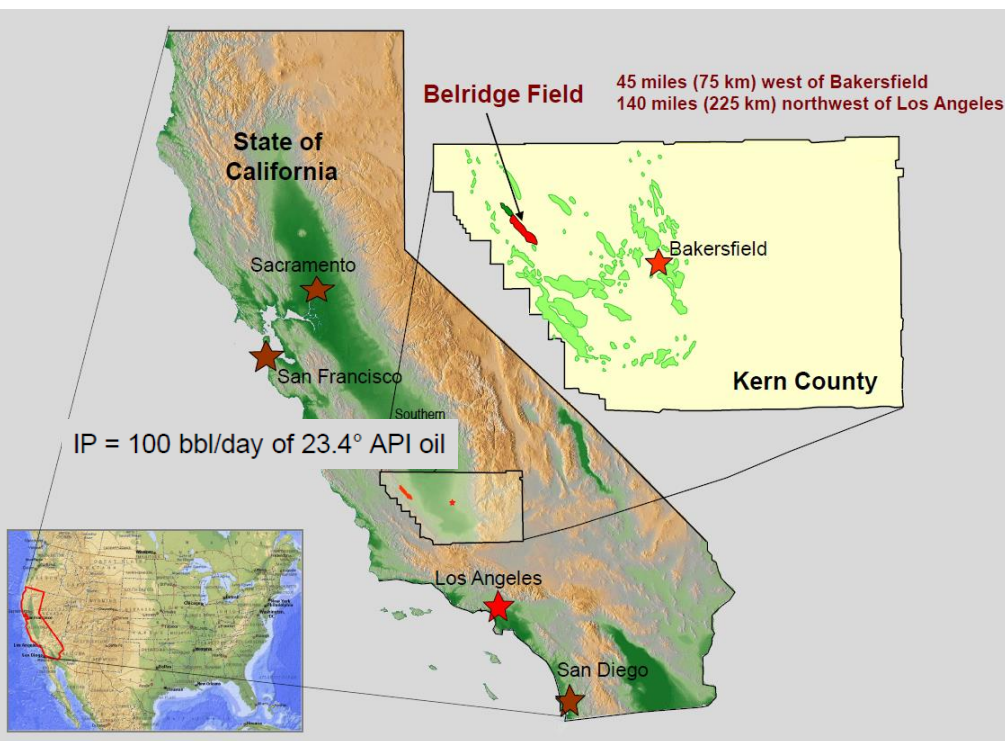 Belridge Field
45 miles (75 km) west of Bakersfield
140 miles (225 km) northwest of Los Angeles
State of
California
Bakersfield
Sacramento
San Francisco
Kern County
Southern
IP = 100 bbl/day of 23.4° API oil
Los Angeles
San Diego